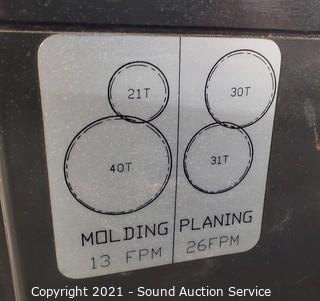 21T
30T
40T
31T
MOLDING PLANING
13 FPM 26FPM
Copyright 2021 - Sound Auction Service